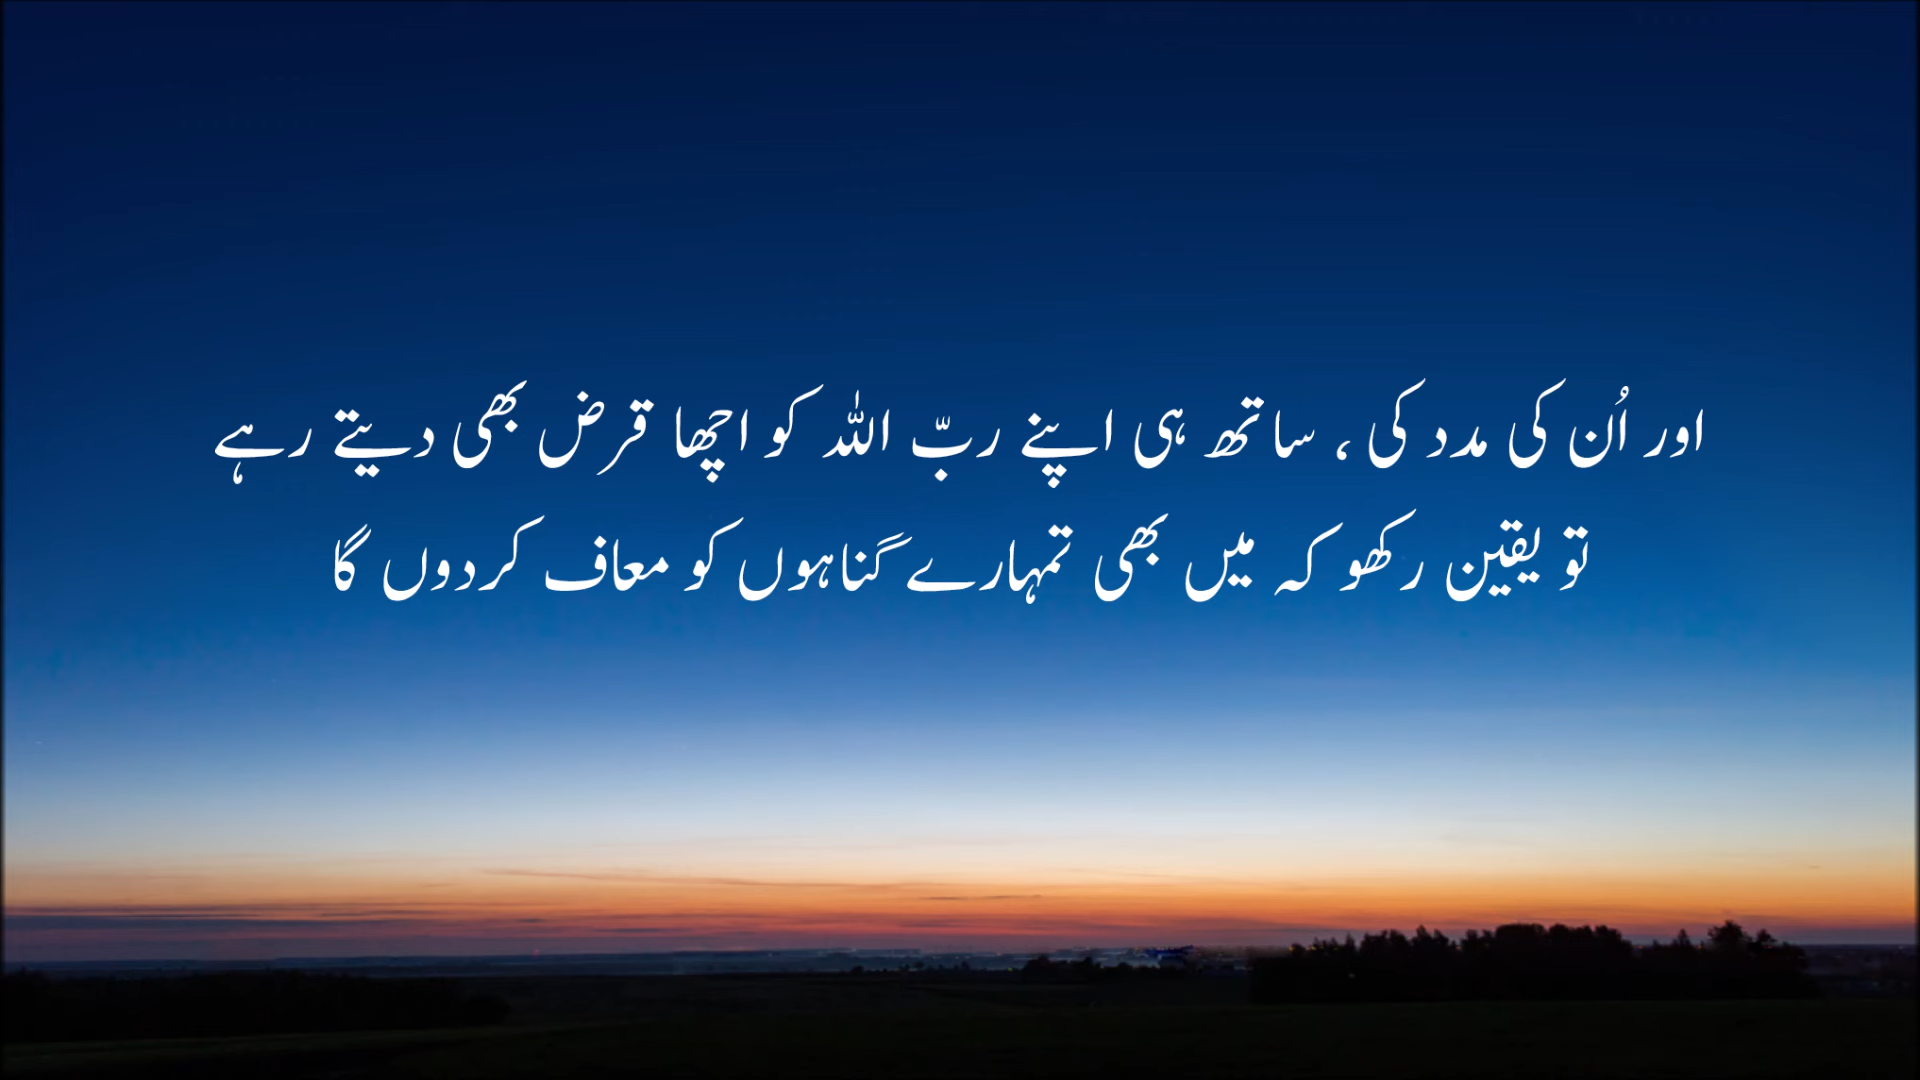 اور اُن کی مدد کی ، ساتھ ہی اپنے ربّ اللہ کو اچھا قرض بھی دیتے رہے
تو یقین رکھو کہ میں بھی تمہارے گناہوں کو معاف کردوں گا